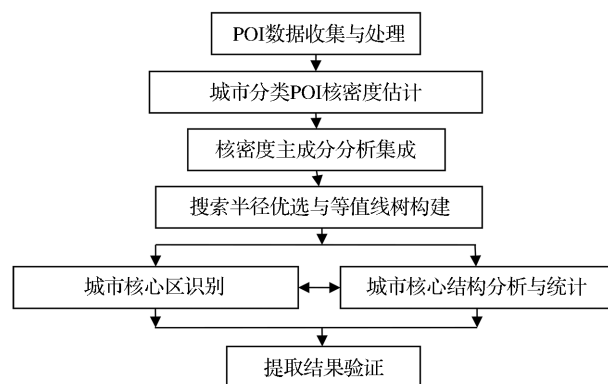 POI数据收集与处理
城市分类POI核密度估计
核密度主成分分析集成
搜索半径优选与等值线树构建
城市核心区识别
城市核心结构分析与统计
提取结果验证